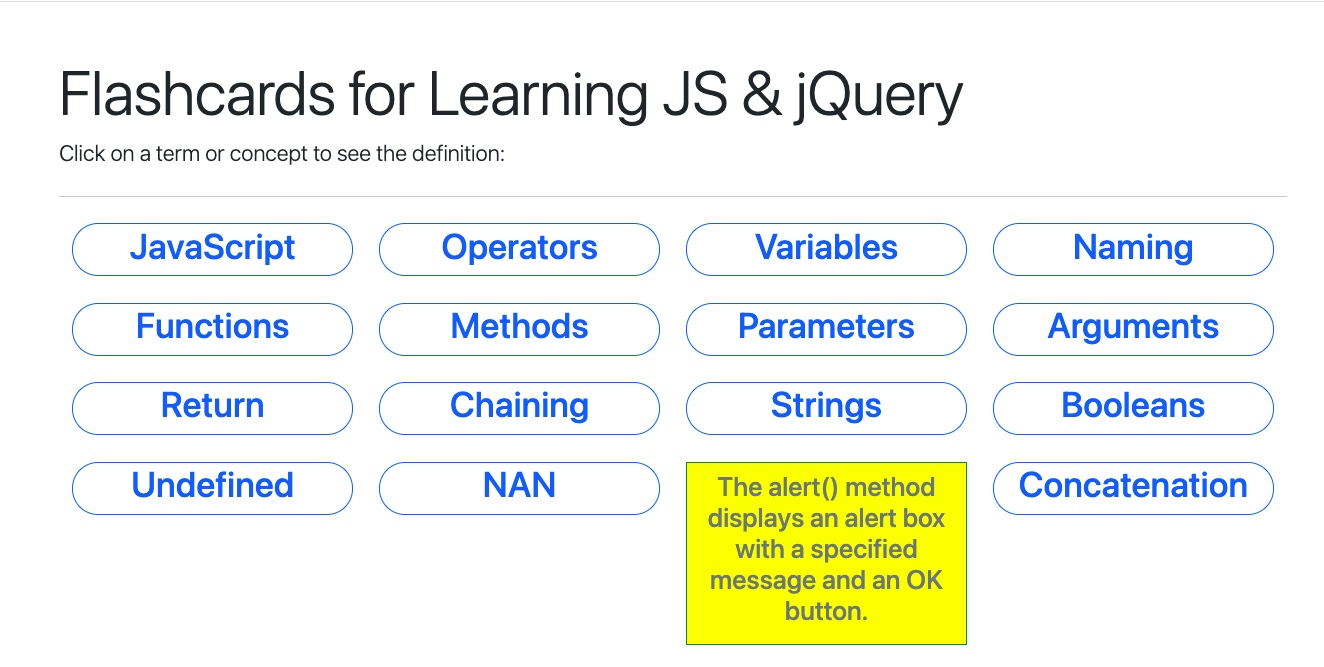 Flashcards for Learning JS & jQuery
Click on a term or concept to see the definition:
JavaScript
Operators
Variables
Naming
Functions
Methods
Parameters
Arguments
Return
Chaining
Strings
Booleans
Undefined
NAN
The alert() method
displays an alert box
with a specified
message and an OK
button.
Concatenation